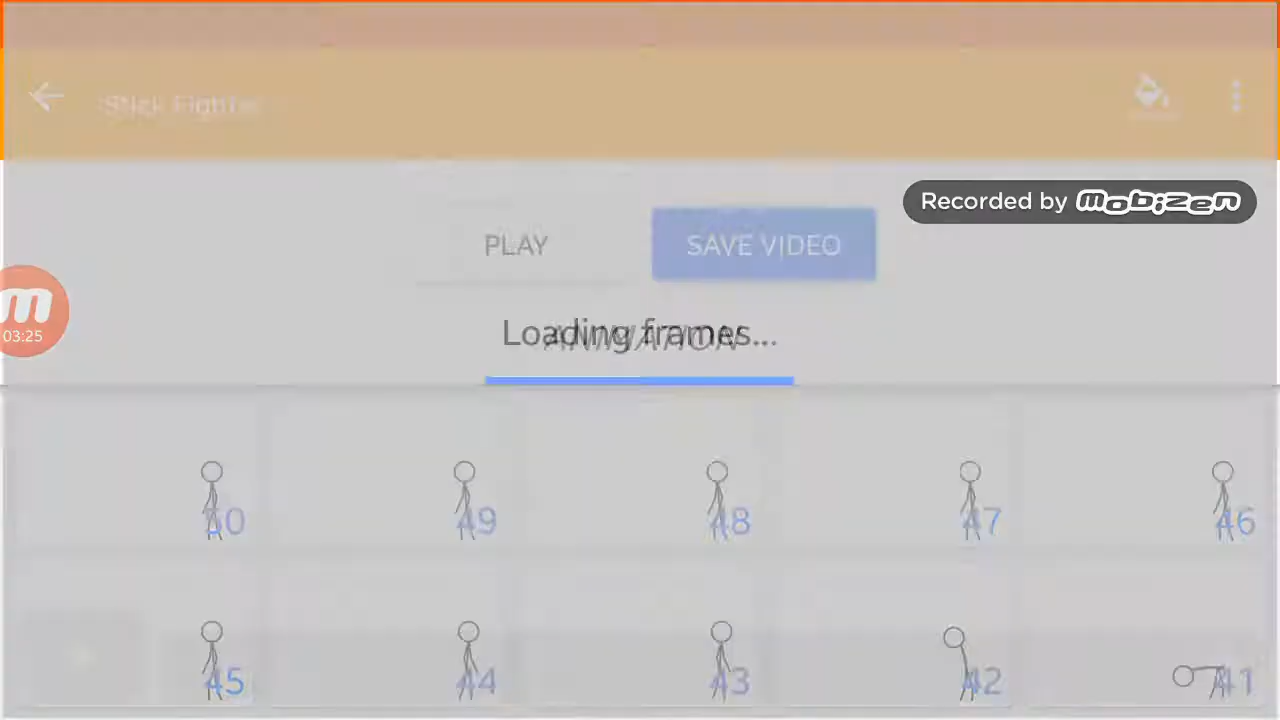 Stick Fighter
Recorded by mobizen
PLAY
SAVE VIDEO
03:25
ANIMATION
Loading frames...
50 49 48 47 46
45 44 43 42 41